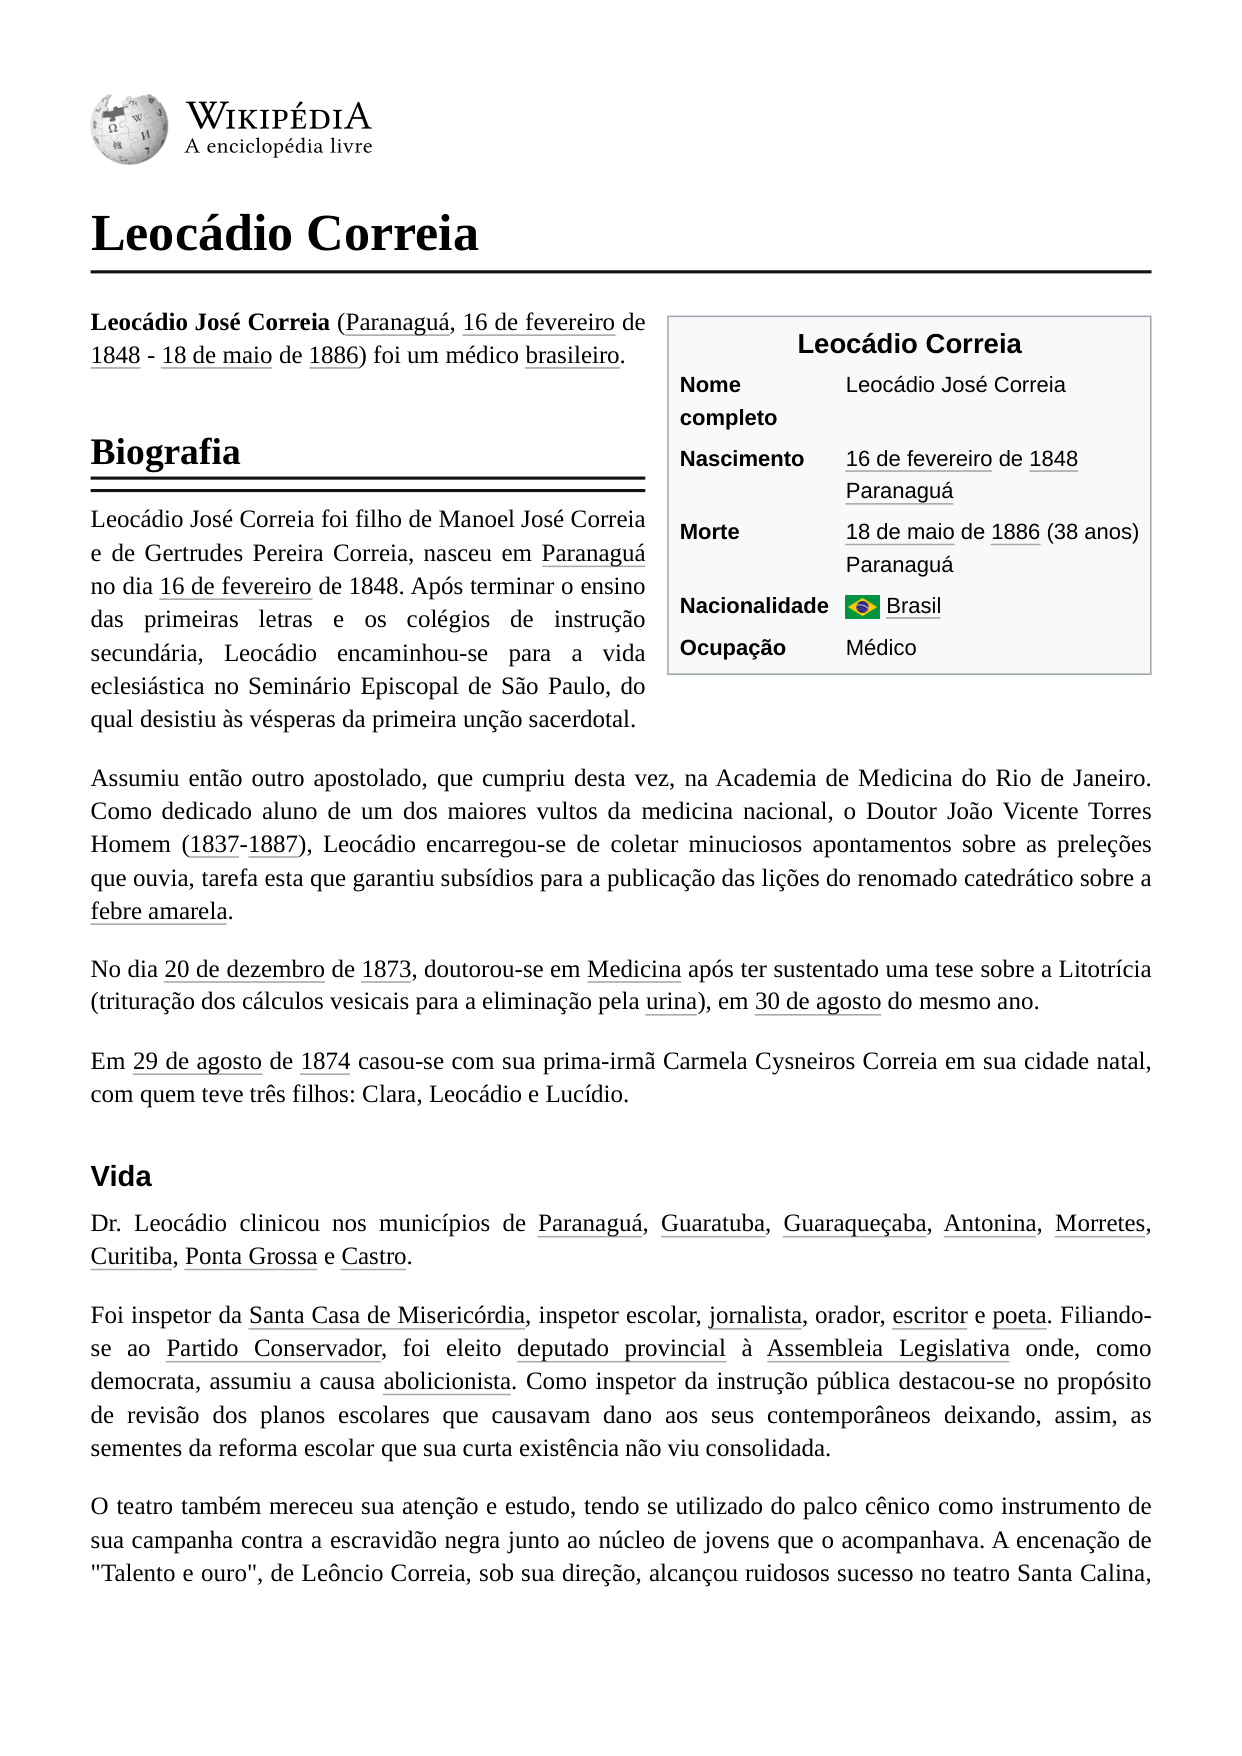 WIKIPÉDIA
A enciclopédia livre
Leocádio Correia
Leocádio José Correia (Paranaguá, 16 de fevereiro de
1848 - 18 de maio de 1886) foi um médico brasileiro.
Biografia
Leocádio José Correia foi filho de Manoel José Correia
e de Gertrudes Pereira Correia, nasceu em Paranaguá
no dia 16 de fevereiro de 1848. Após terminar o ensino
das primeiras letras e os colégios de instrução
secundária, Leocádio encaminhou-se para a vida
eclesiástica no Seminário Episcopal de São Paulo, do
qual desistiu às vésperas da primeira unção sacerdotal.
Leocádio Correia
Nome Leocádio José Correia
completo
Nascimento 16 de fevereiro de 1848
Paranaguá
Morte 18 de maio de 1886 (38 anos)
Paranaguá
Nacionalidade Brasil
Ocupação Médico
Assumiu então outro apostolado, que cumpriu desta vez, na Academia de Medicina do Rio de Janeiro.
Como dedicado aluno de um dos maiores vultos da medicina nacional, o Doutor João Vicente Torres
Homem (1837-1887), Leocádio encarregou-se de coletar minuciosos apontamentos sobre as preleções
que ouvia, tarefa esta que garantiu subsídios para a publicação das lições do renomado catedrático sobre a
febre amarela.
No dia 20 de dezembro de 1873, doutorou-se em Medicina após ter sustentado uma tese sobre a Litotrícia
(trituração dos cálculos vesicais para a eliminação pela urina), em 30 de agosto do mesmo ano.
Em 29 de agosto de 1874 casou-se com sua prima-irmã Carmela Cysneiros Correia em sua cidade natal,
com quem teve três filhos: Clara, Leocádio e Lucídio.
Vida
Dr. Leocádio clinicou nos municípios de Paranaguá, Guaratuba, Guaraqueçaba, Antonina, Morretes,
Curitiba, Ponta Grossa e Castro.
Foi inspetor da Santa Casa de Misericórdia, inspetor escolar, jornalista, orador, escritor e poeta. Filiando-
se ao Partido Conservador, foi eleito deputado provincial à Assembleia Legislativa onde, como
democrata, assumiu a causa abolicionista. Como inspetor da instrução pública destacou-se no propósito
de revisão dos planos escolares que causavam dano aos seus contemporâneos deixando, assim, as
sementes da reforma escolar que sua curta existência não viu consolidada.
O teatro também mereceu sua atenção e estudo, tendo se utilizado do palco cênico como instrumento de
sua campanha contra a escravidão negra junto ao núcleo de jovens que o acompanhava. A encenação de
"Talento e ouro", de Leôncio Correia, sob sua direção, alcançou ruidosos sucesso no teatro Santa Calina,